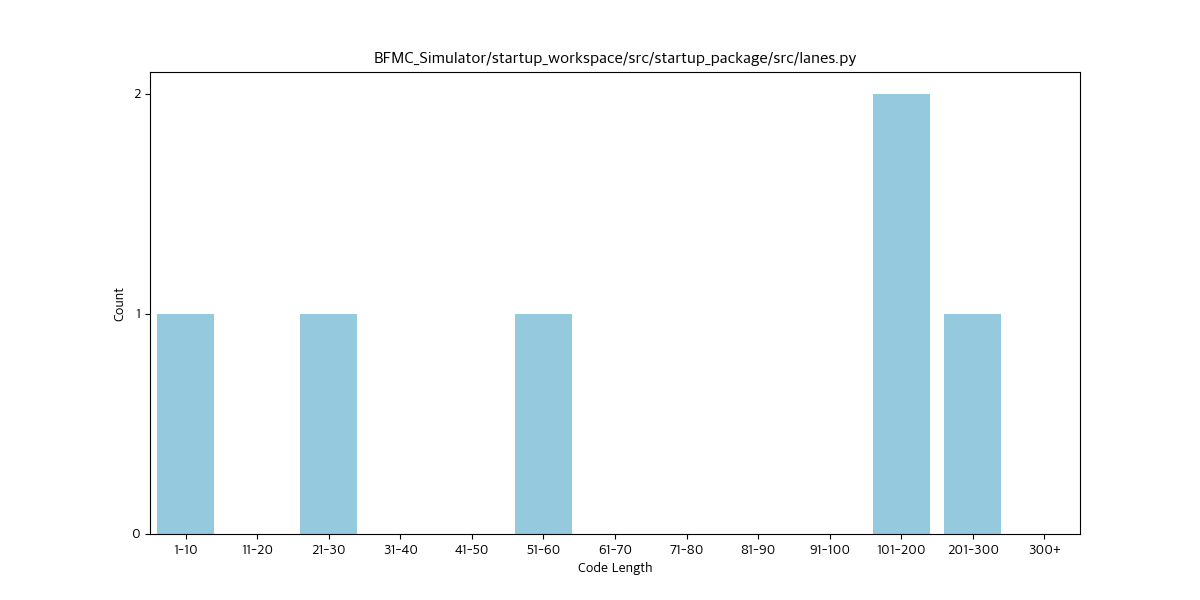 BFMC_Simulator/startup_workspace/src/startup_package/src/lanes.py
2
1
0
Count
1-10 11-20 21-30 31-40 41-50 51-60 61-70 71-80 81-90 91-100 101-200 201-300 300+
Code Length